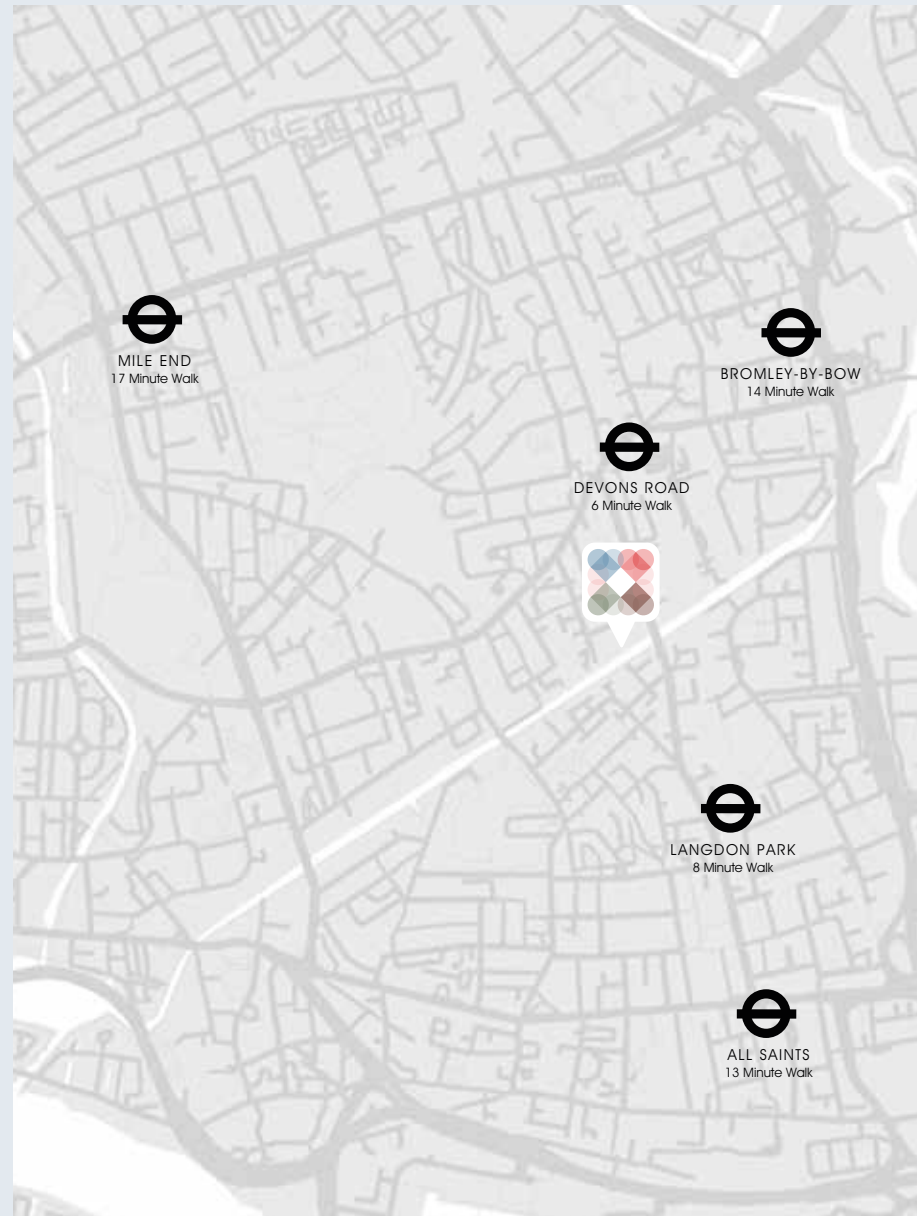 MILE END
17 Minute Walk
BROMLEY-BY-BOW
14 Minute Walk
DEVONS ROAD
6 Minute Walk
LANGDON PARK
8 Minute Walk
ALL SAINTS
13 Minute Walk